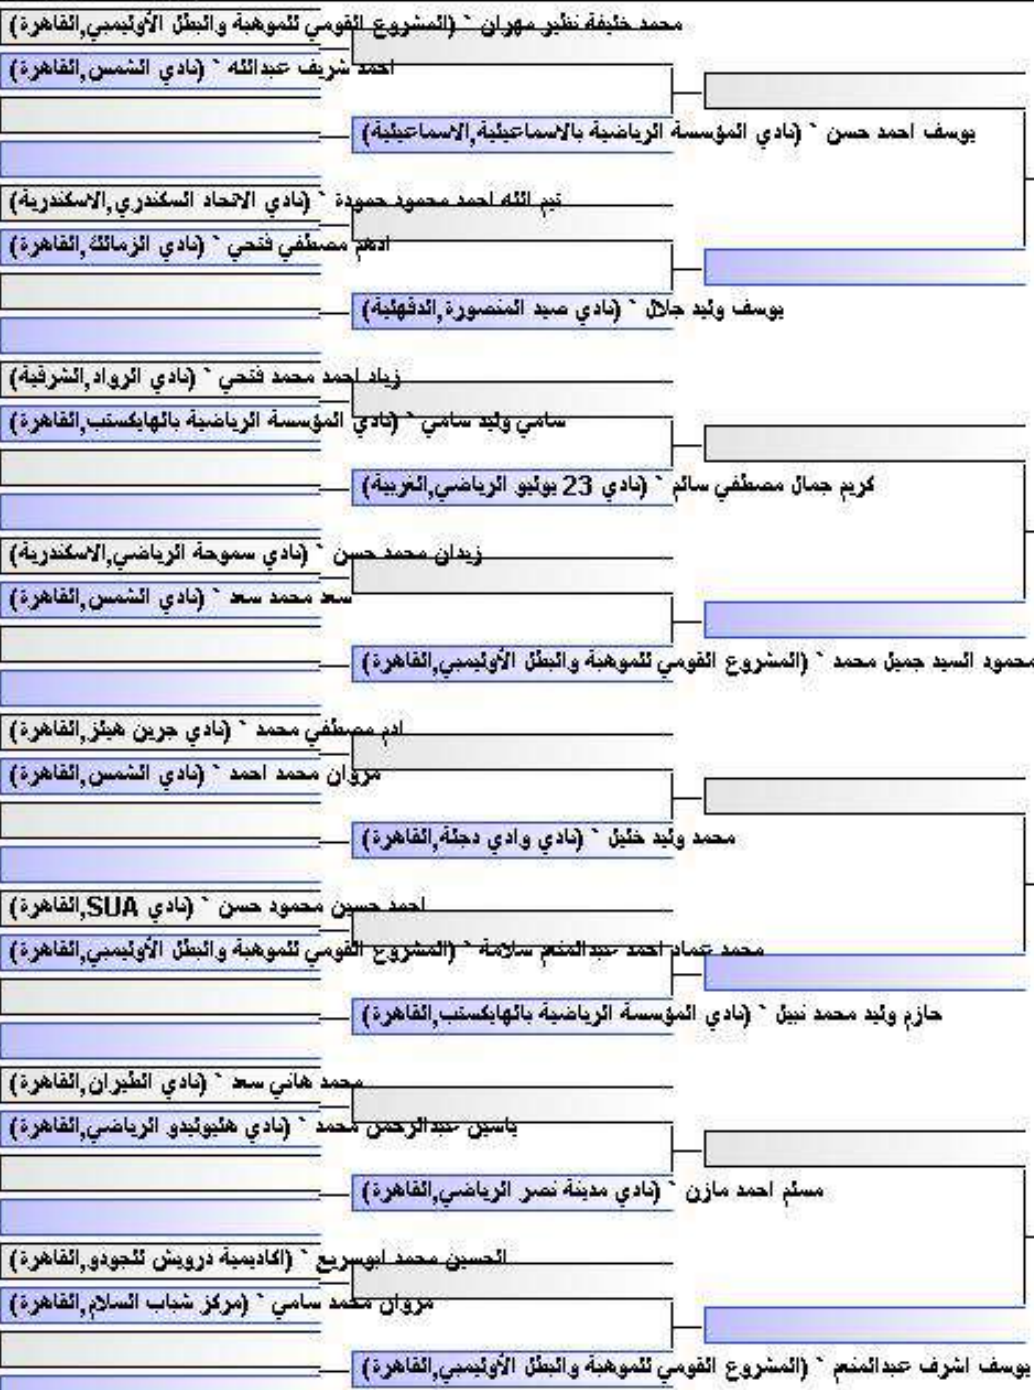 محمد خليفة نظير مهران ` (المشروع القومي للموهبة والبطل الأوليمبي,القاهرة)
احمد شريف عبدالله ` (نادي الشمس,القاهرة)
يوسف احمد حسن ` (نادي المؤسسة الرياضية بالاسماعيلية,الاسماعيلية)
تيم الله احمد محمود حمودة ` (نادي الاتحاد السكندري,الاسكندرية)
ادهم مصطفي فتحي ` (نادي الزمالك,القاهرة)
يوسف وليد جلال ` (نادي صيد المنصورة,الدقهلية)
زياد احمد محمد فتحي ` (نادي الرواد,الشرقية)
سامي وليد سامي ` (نادي المؤسسة الرياضية بالهايكستب,القاهرة)
كريم جمال مصطفي سالم ` (نادي 23 يوليو الرياضي,الغربية)
زيدان محمد حسن ` (نادي سموحة الرياضي,الاسكندرية)
سعد محمد سعد ` (نادي الشمس,القاهرة)
محمود السيد جميل محمد ` (المشروع القومي للموهبة والبطل الأوليمبي,القاهرة)
ادم مصطفي محمد ` (نادي جرين هيلز,القاهرة)
مروان محمد احمد ` (نادي الشمس,القاهرة)
محمد وليد خليل ` (نادي وادي دجلة,القاهرة)
احمد حسين محمود حسن ` (نادي SUA,القاهرة)
محمد عماد احمد عبدالمنعم سلامة ` (المشروع القومي للموهبة والبطل الأوليمبي,القاهرة)
حازم وليد محمد نبيل ` (نادي المؤسسة الرياضية بالهايكستب,القاهرة)
محمد هاني سعد ` (نادي الطيران,القاهرة)
ياسين عبدالرحمن محمد ` (نادي هليوليدو الرياضي,القاهرة)
مسلم احمد مازن ` (نادي مدينة نصر الرياضي,القاهرة)
الحسين محمد ابوسريع ` (اكاديمية درويش للجودو,القاهرة)
مروان محمد سامي ` (مركز شباب السلام,القاهرة)
يوسف اشرف عبدالمنعم ` (المشروع القومي للموهبة والبطل الأوليمبي,القاهرة)